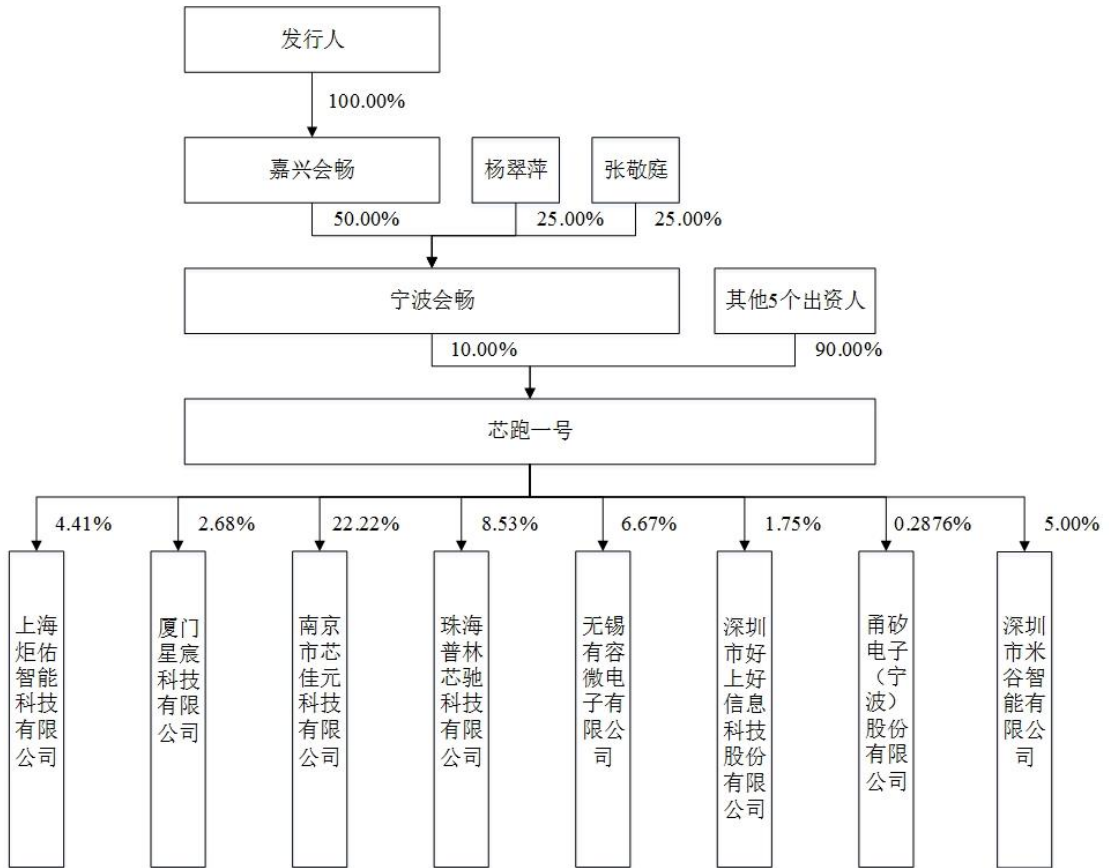 发行人
100.00%
嘉兴会畅
杨翠萍
张敬庭
50.00%
25.00%
25.00%
宁波会畅
其他5个出资人
10.00%
90.00%
芯跑一号
4.41%
2.68%
22.22%
8.53%
6.67%
1.75%
0.2876%
5.00%
上海
炬佑
智能
科技
有限
公司
厦门
星宸
科技
有限
公司
南京
市芯
佳元
科技
有限
公司
珠海
普林
芯驰
科技
有限
公司
无锡
有容
微电
子有
限公
司
深圳
市好
上好
信息
科技
股份
有限
公司
甬矽
电子
（宁
波）
股份
有限
公司
深圳
市米
谷智
能有
限公
司